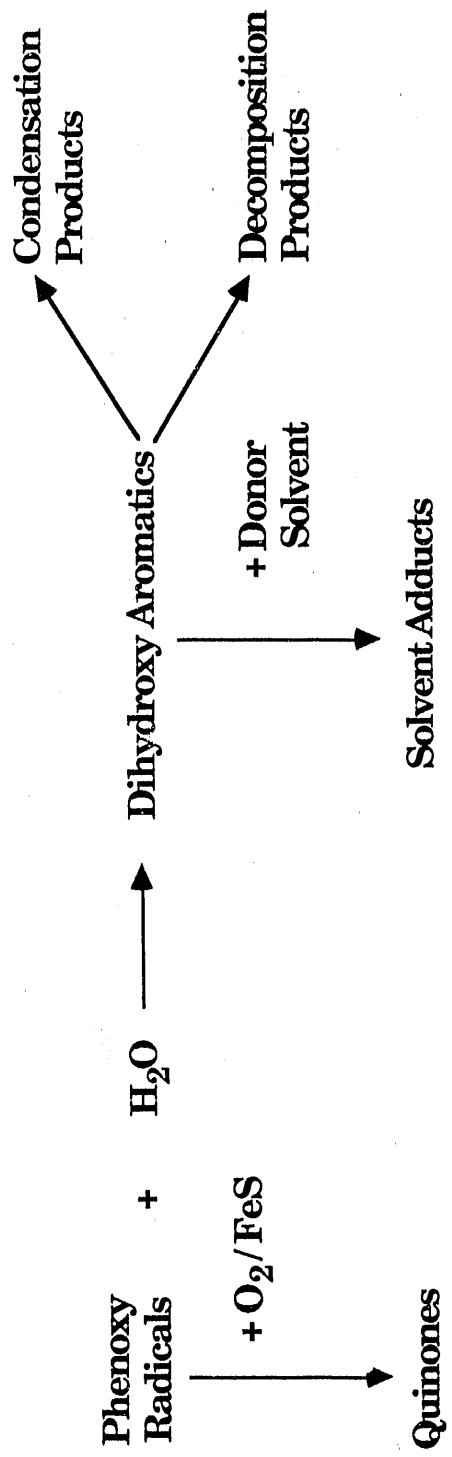 Phenoxy
Radicals
+
H₂O
Dihydroxy Aromatics
Condensation
Products
Decomposition
Products
+ O₂/FeS
+ Donor
Solvent
Quinones
Solvent Adducts